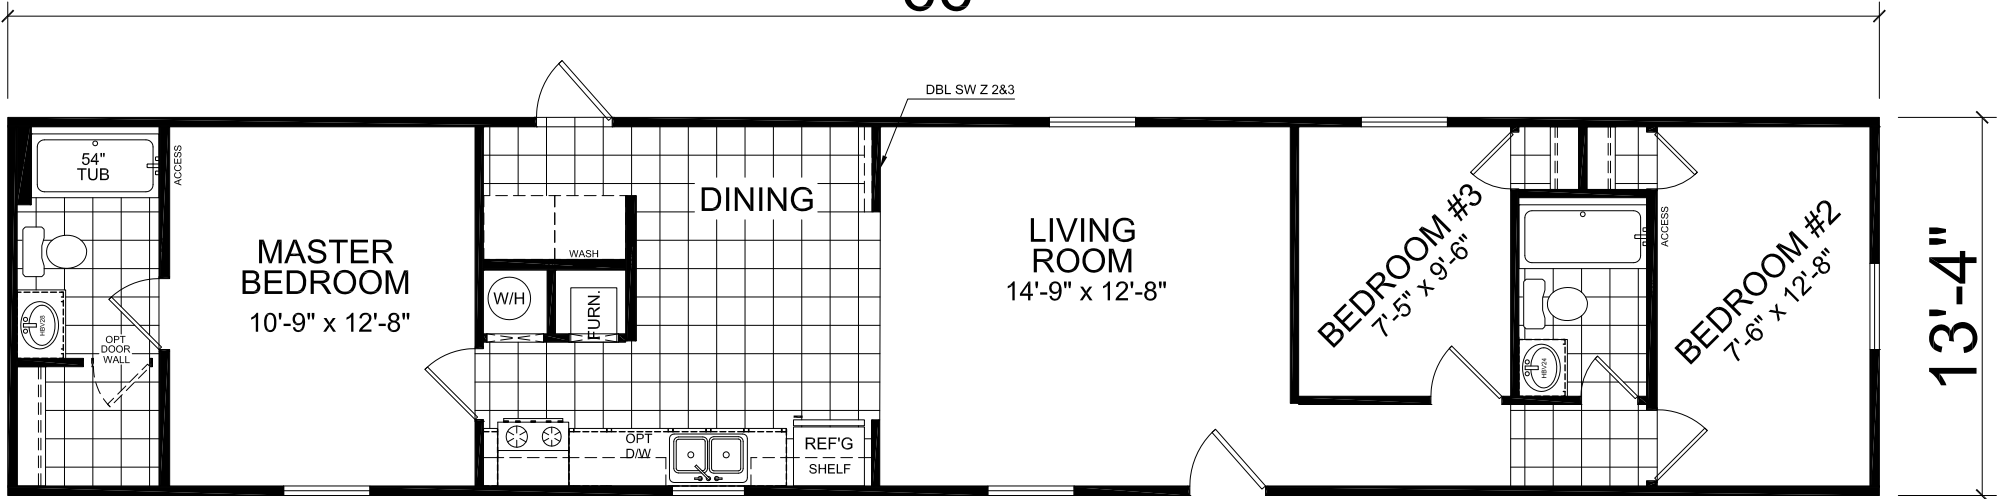 DBL SW Z 2&3
54"
TUB
ACCESS
DINING
MASTER
BEDROOM
10'-9" x 12'-8"
WASH
W/H
FURN.
LIVING
ROOM
14'-9" x 12'-8"
BEDROOM #3
7'-5" x 9'-6"
ACCESS
BEDROOM #2
7'-6" x 12'-8"
13'-4"
HBV28
OPT
DOOR
WALL
HBV24
OPT
D/W
REF'G
SHELF